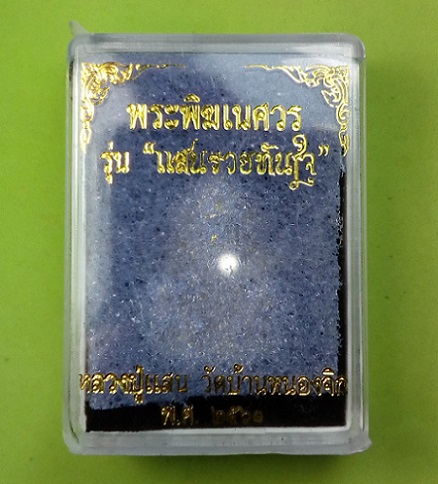 พระพิฆเนศวร
รุ่น "แสนรวยทันใจ"
หลวงปู่แสน วัดบ้านหนองจิก
พ.ศ. ๒๕๖๑